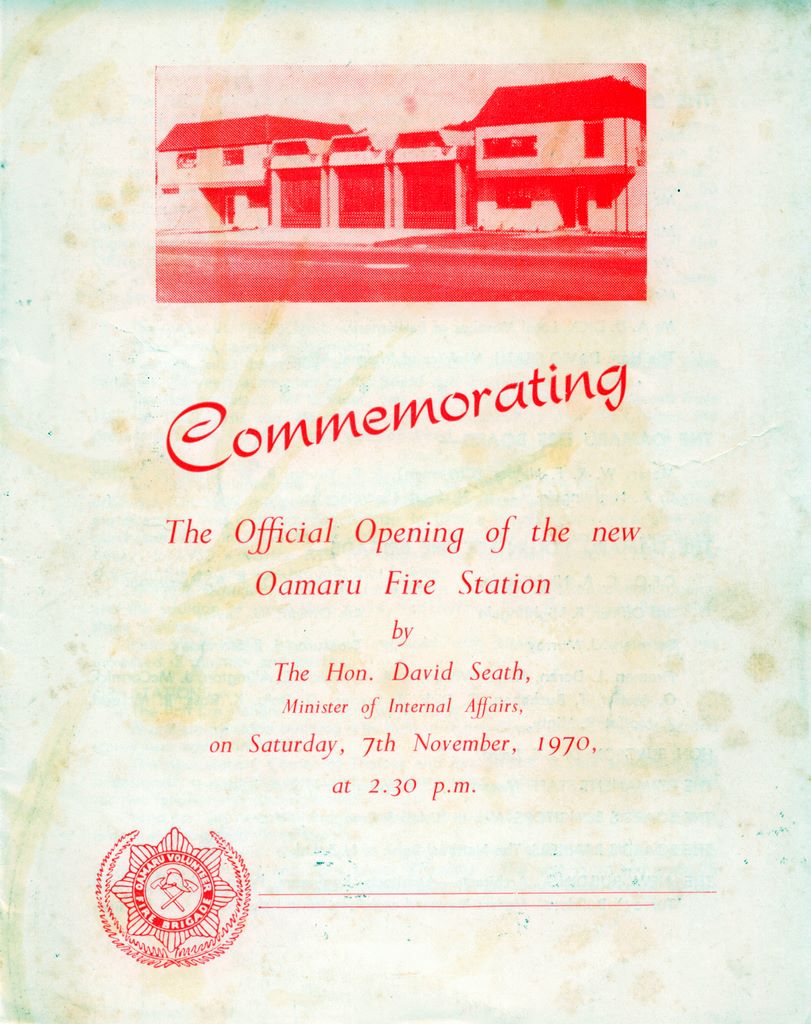 Commemorating
The Official Opening of the new
Oamaru Fire Station
by
The Hon. David Seath,
Minister of Internal Affairs,
on Saturday, 7th November, 1970,
at 2.30 p.m.
OAMARU VOLUNTEER
FIRE BRIGADE